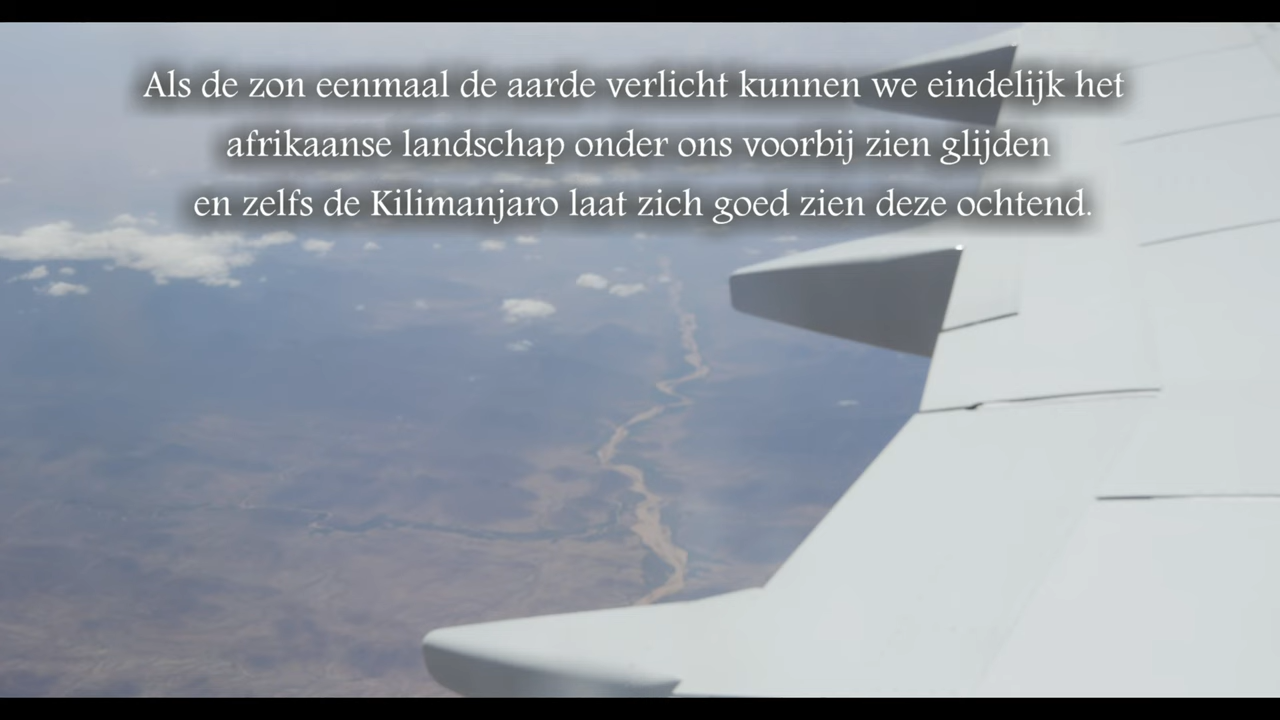 Als de zon eenmaal de aarde verlicht kunnen we eindelijk het
afrikaanse landschap onder ons voorbij zien glijden
en zelfs de Kilimanjaro laat zich goed zien deze ochtend.